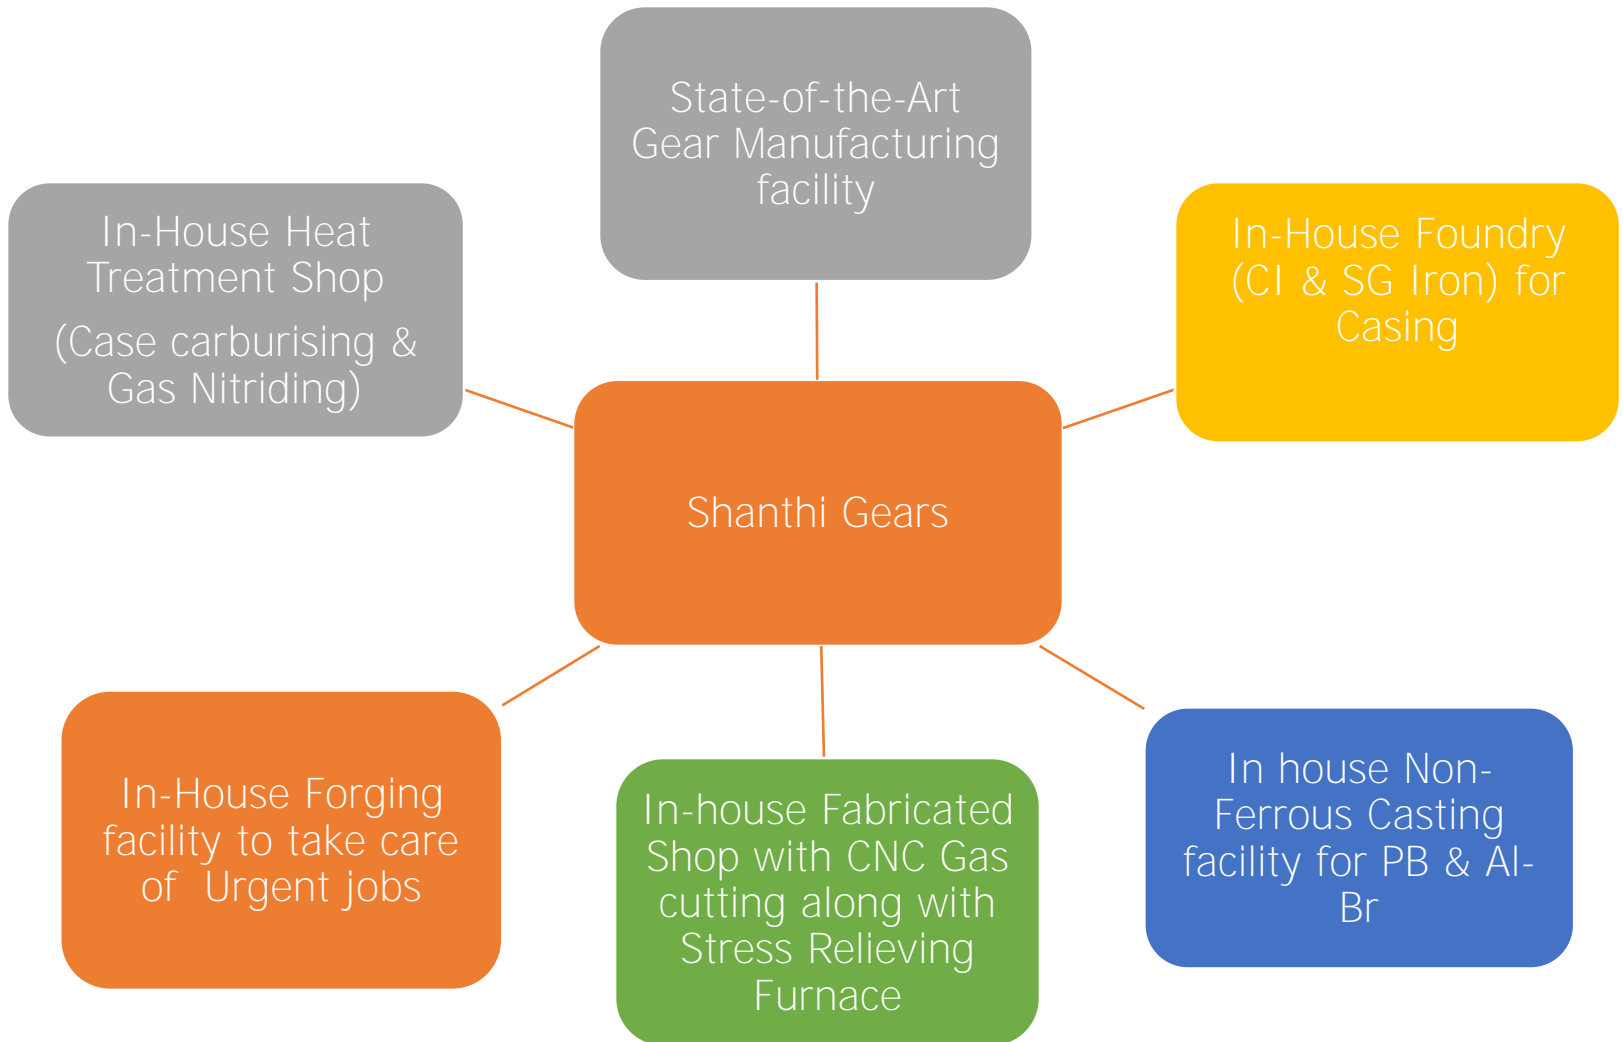 State-of-the-Art
Gear Manufacturing
facility
In-House Heat
Treatment Shop
(Case carburising &
Gas Nitriding)
In-House Foundry
(CI & SG Iron) for
Casing
Shanthi Gears
In-House Forging
facility to take care
of Urgent jobs
In-house Fabricated
Shop with CNC Gas
cutting along with
Stress Relieving
Furnace
In house Non-
Ferrous Casting
facility for PB & Al-
Br